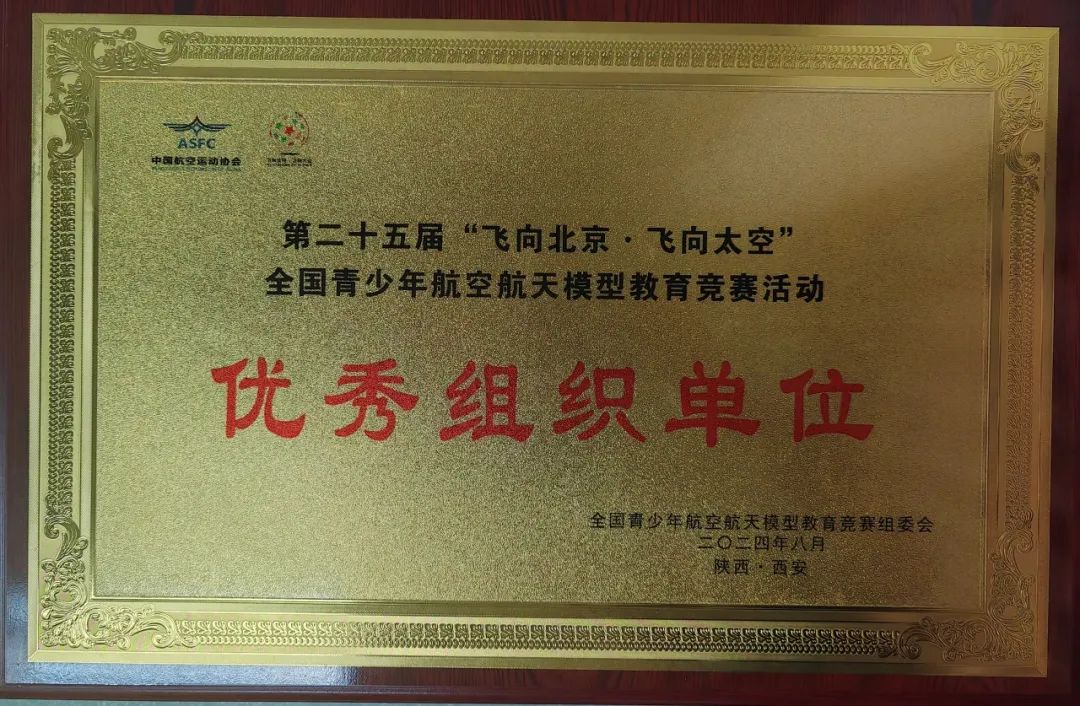 ASFC
中国航空运动协会
第二十五届“飞向北京·飞向太空”
全国青少年航空航天模型教育竞赛活动
优秀组织单位
全国青少年航空航天模型教育竞赛组委会
二〇二四年八月
陕西·西安